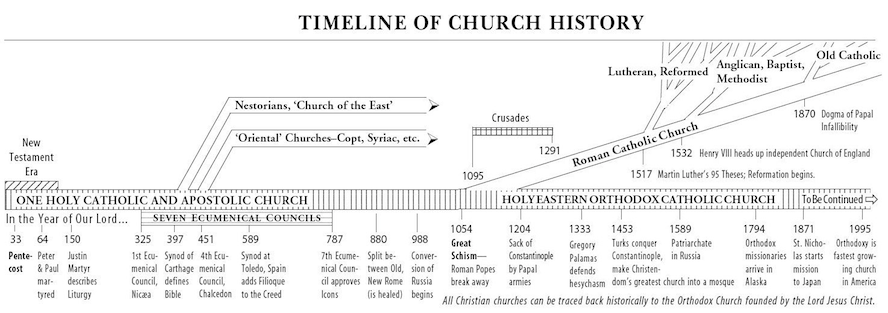 TIMELINE OF CHURCH HISTORY
Old Catholic
Lutheran, Reformed
Anglican, Baptist,
Methodist
Nestorians, ‘Church of the East’
‘Oriental’ Churches–Copt, Syriac, etc.
Crusades
1095
1291
Roman Catholic Church
1870 Dogma of Papal
Infallibility
1532 Henry VIII heads up independent Church of England
1517 Martin Luther's 95 Theses; Reformation begins.
New
Testament
Era
ONE HOLY CATHOLIC AND APOSTOLIC CHURCH
HOLY EASTERN ORTHODOX CATHOLIC CHURCH
To Be Continued
In the Year of Our Lord...
SEVEN ECUMENICAL COUNCILS
33
Pente-
cost
64
Peter
& Paul
mar-
tyred
150
Justin
Martyr
describes
Liturgy
325
1st Ecu-
menical
Council,
Nicæa
397
Synod of
Carthage
defines
Bible
451
4th Ecu-
menical
Council,
Chalcedon
589
Synod at
Toledo, Spain
adds Filioque
to the Creed
787
7th Ecume-
nical Coun-
cil approves
Icons
880
Split be-
tween Old,
New Rome
(is healed)
988
Conver-
sion of
Russia
begins
1054
Great
Schism—
Roman Popes
break away
1204
Sack of
Constantinople
by Papal
armies
1333
Gregory
Palamas
defends
hesychasm
1453
Turks conquer
Constantinople,
make Christen-
dom's greatest church into a mosque
1589
Patriarchate
in Russia
1794
Orthodox
missionaries
arrive in
Alaska
1871
St. Nicho-
las starts
mission
to Japan
1995
Orthodoxy is
fastest grow-
ing church
in America
All Christian churches can be traced back historically to the Orthodox Church founded by the Lord Jesus Christ.